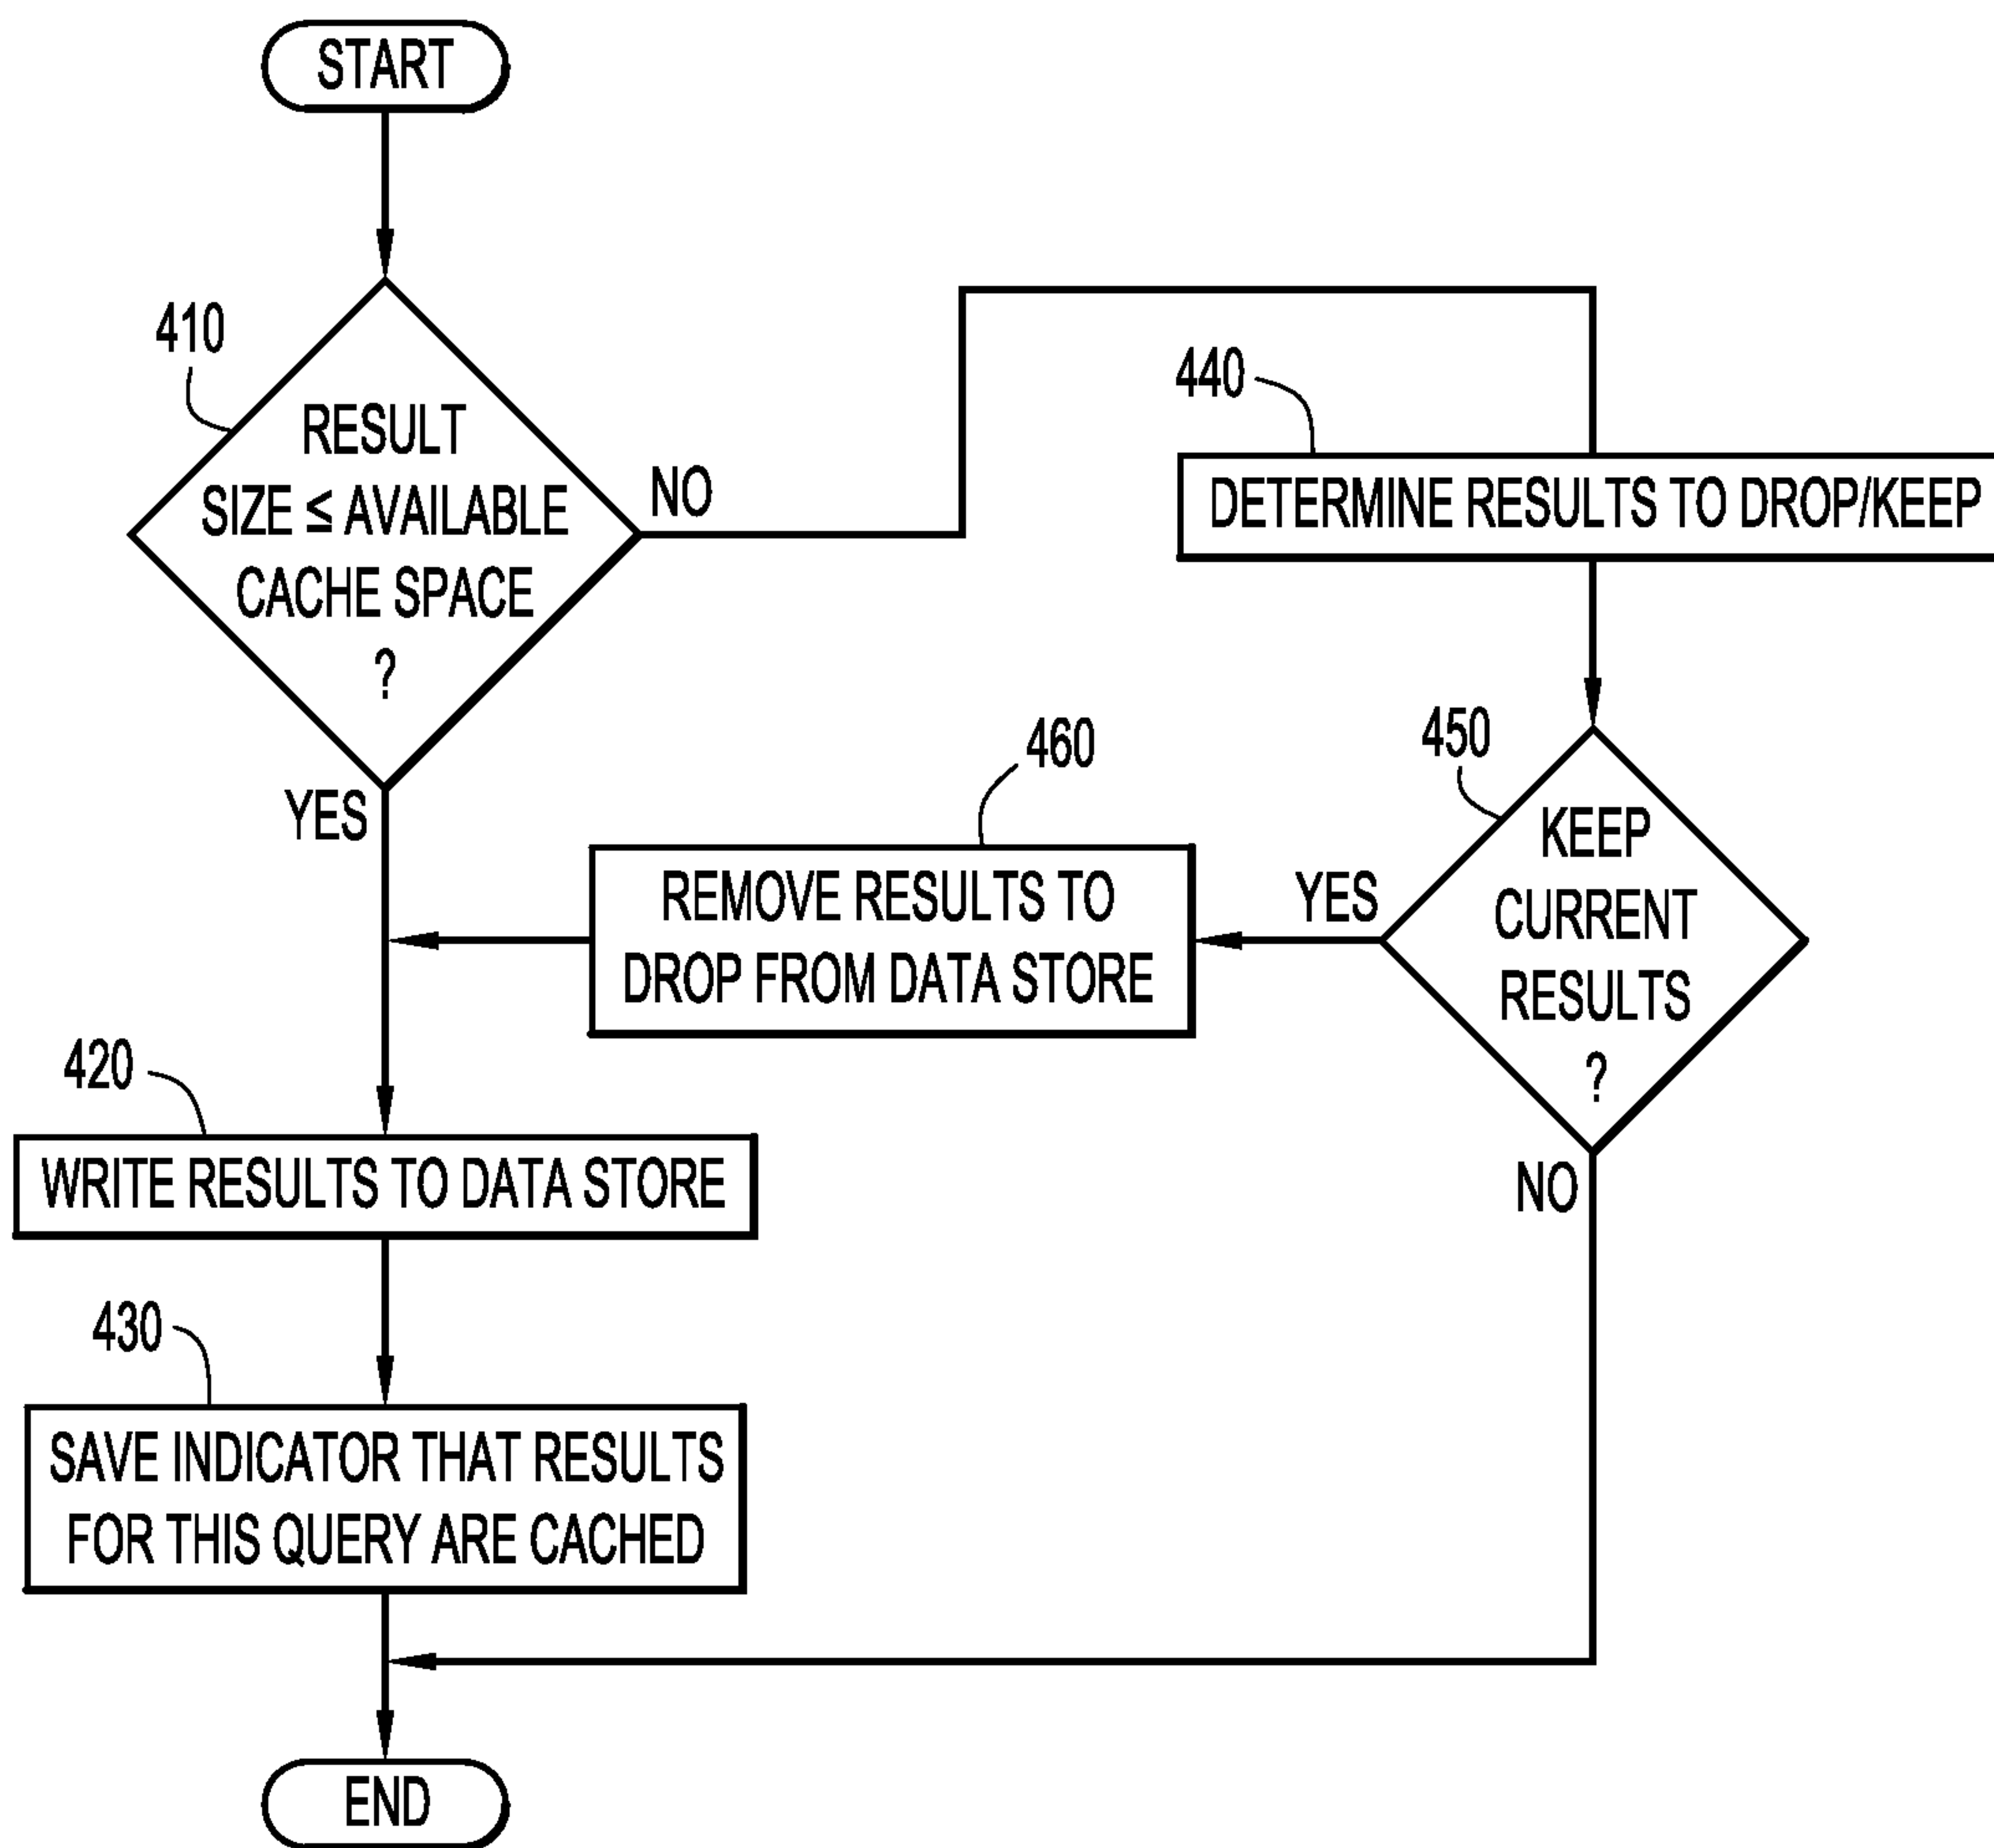 START
410
RESULT
SIZE ≤ AVAILABLE
CACHE SPACE
?
NO
YES
440
DETERMINE RESULTS TO DROP/KEEP
450
KEEP
CURRENT
RESULTS
?
YES
NO
460
REMOVE RESULTS TO
DROP FROM DATA STORE
420
WRITE RESULTS TO DATA STORE
430
SAVE INDICATOR THAT RESULTS
FOR THIS QUERY ARE CACHED
END